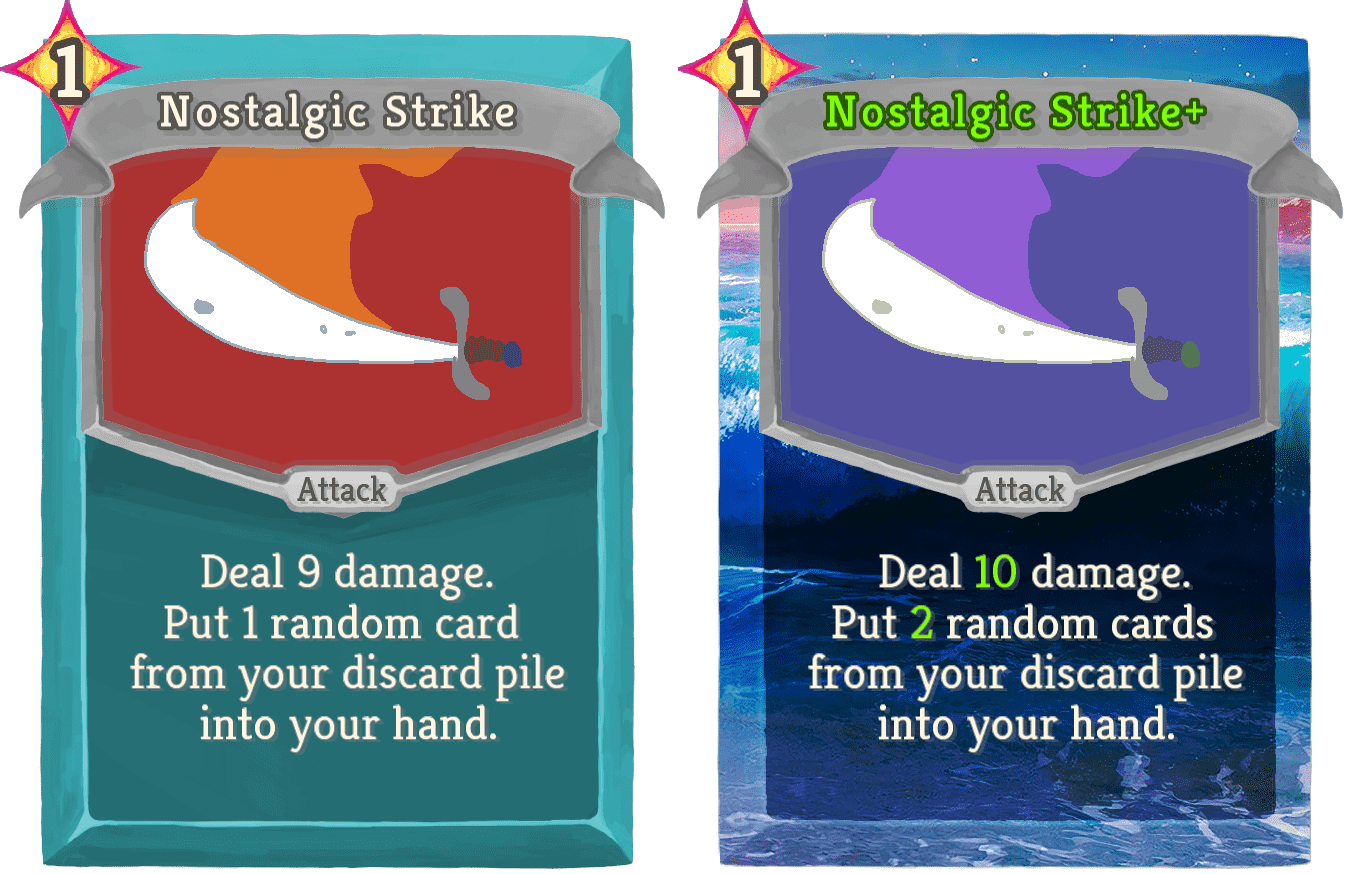 1
Nostalgic Strike
Attack
Deal 9 damage.
Put 1 random card
from your discard pile
into your hand.
1
Nostalgic Strike+
Attack
Deal 10 damage.
Put 2 random cards
from your discard pile
into your hand.